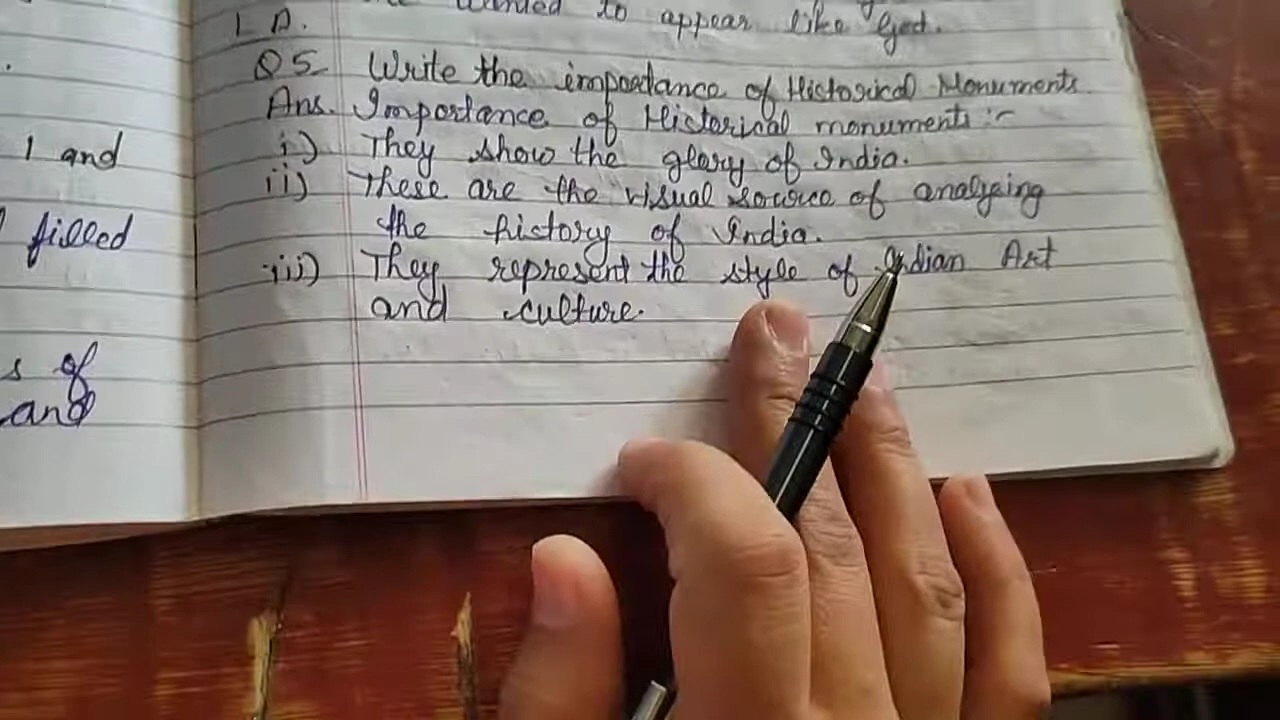 wanted to appear like God.
1 A.
Q5 Write the importance of Historical Monuments
Ans. Importance of Historical monuments :-
i) They show the glory of India.
ii) These are the visual source of analysing
the history of India.
iii) They represent the style of Indian Art
and culture.
1 and
filled
s of
and